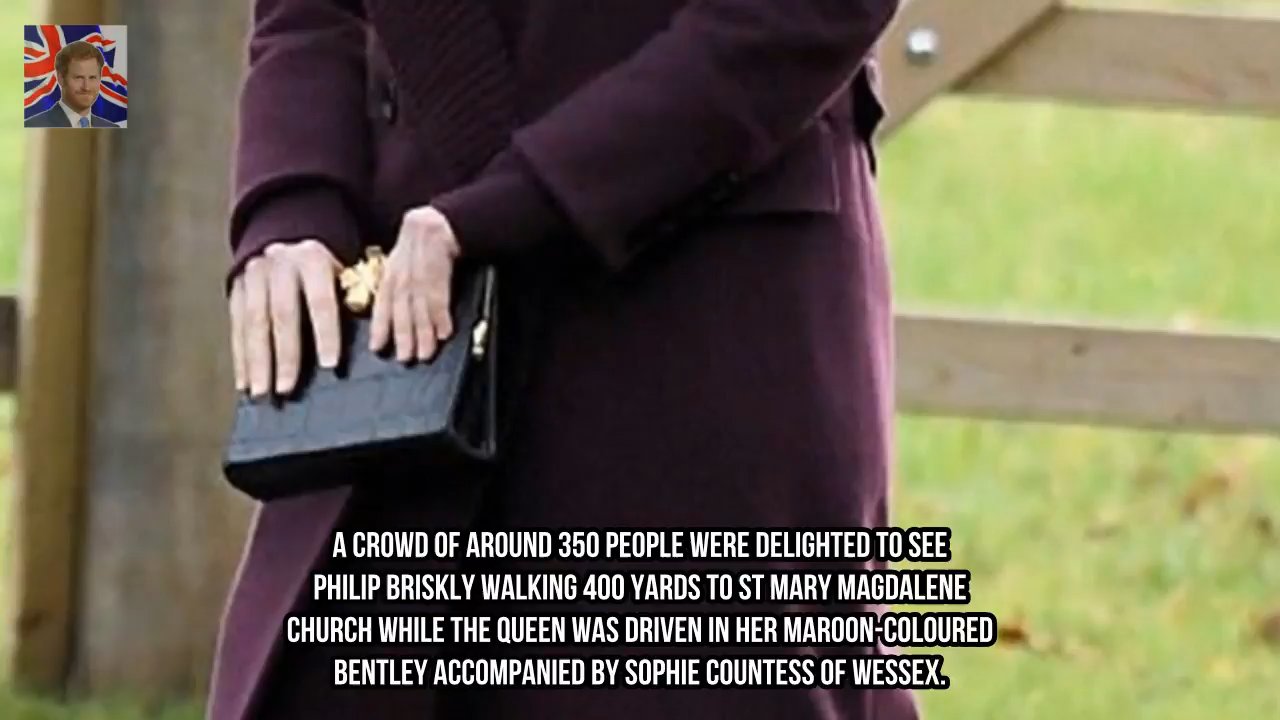 A CROWD OF AROUND 350 PEOPLE WERE DELIGHTED TO SEE
PHILIP BRISKLY WALKING 400 YARDS TO ST MARY MAGDALENE
CHURCH WHILE THE QUEEN WAS DRIVEN IN HER MAROON-COLOURED
BENTLEY ACCOMPANIED BY SOPHIE COUNTESS OF WESSEX.